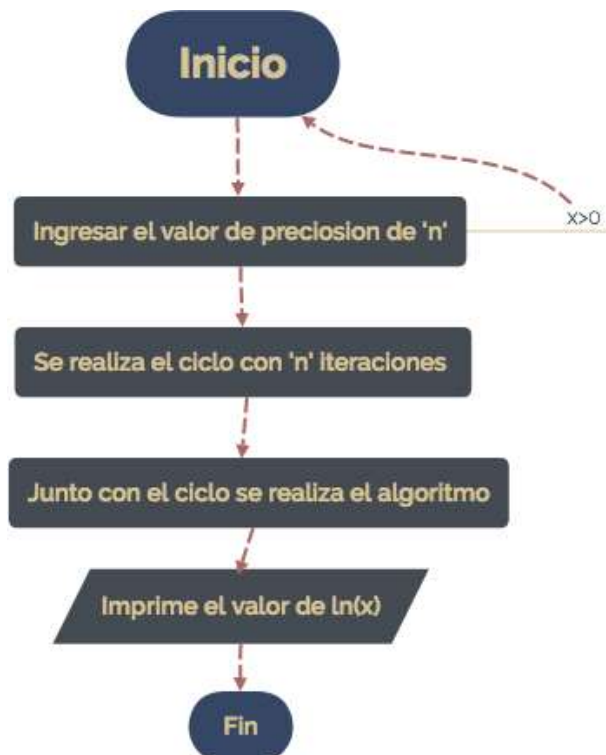 Inicio
Ingresar el valor de preciosion de 'n'
x>0
Se realiza el ciclo con 'n' iteraciones
Junto con el ciclo se realiza el algoritmo
Imprime el valor de ln(x)
Fin